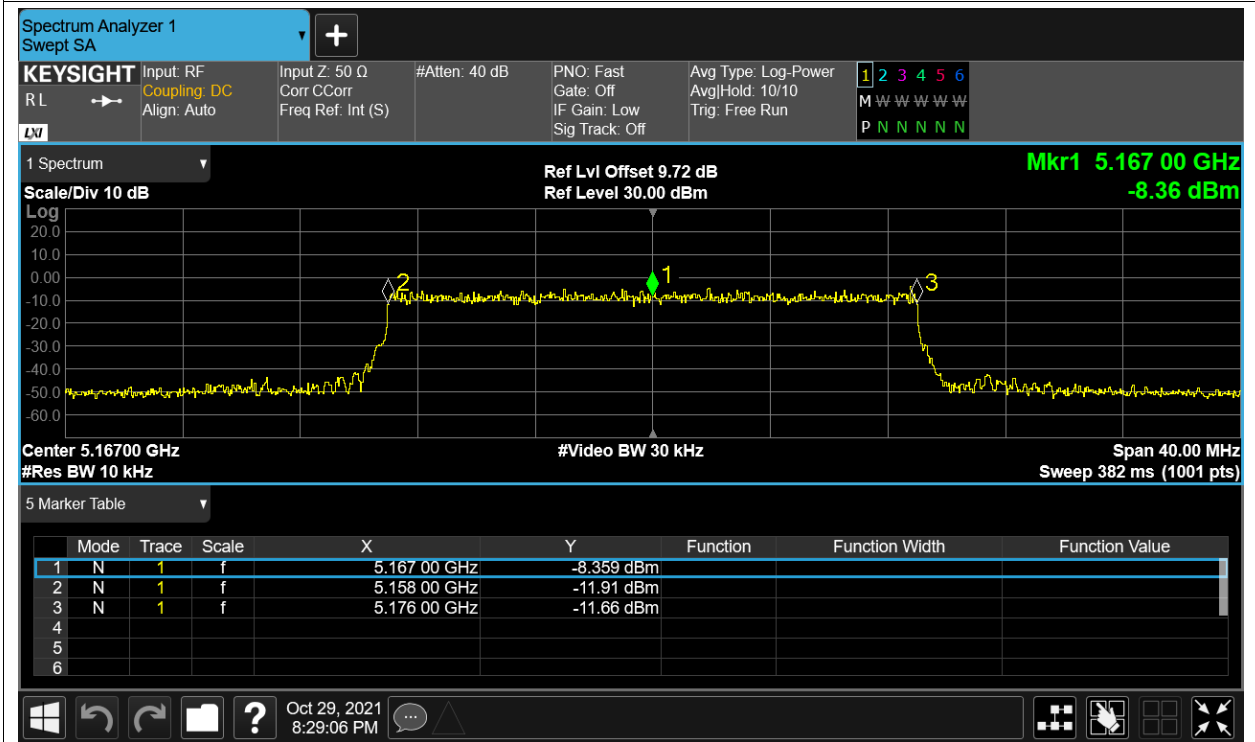 Spectrum Analyzer 1
Swept SA
KEYSIGHT
R L
LXI
Input: RF
Coupling: DC
Align: Auto
Input Z: 50 Ω
Corr CCorr
Freq Ref: Int (S)
#Atten: 40 dB
PNO: Fast
Gate: Off
IF Gain: Low
Sig Track: Off
Avg Type: Log-Power
Avg|Hold: 10/10
Trig: Free Run
1 2 3 4 5 6
M W W W W W
P N N N N N
1 Spectrum
Scale/Div 10 dB
Ref Lvl Offset 9.72 dB
Ref Level 30.00 dBm
Mkr1 5.167 00 GHz
-8.36 dBm
Log
20.0
10.0
0.00
-10.0
-20.0
-30.0
-40.0
-50.0
-60.0
2
1
3
Center 5.16700 GHz
#Video BW 30 kHz
Span 40.00 MHz
#Res BW 10 kHz
Sweep 382 ms (1001 pts)
5 Marker Table
Mode Trace Scale X Y Function Function Width Function Value
1 N 1 f 5.167 00 GHz -8.359 dBm
2 N 1 f 5.158 00 GHz -11.91 dBm
3 N 1 f 5.176 00 GHz -11.66 dBm
4
5
6
?
Oct 29, 2021
8:29:06 PM